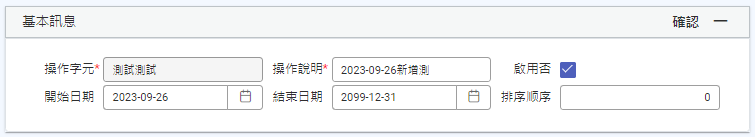 基本訊息 確認
操作字元* 測試測試 操作說明* 2023-09-26新增測 啟用否
開始日期 2023-09-26 結束日期 2099-12-31 排序順序 0